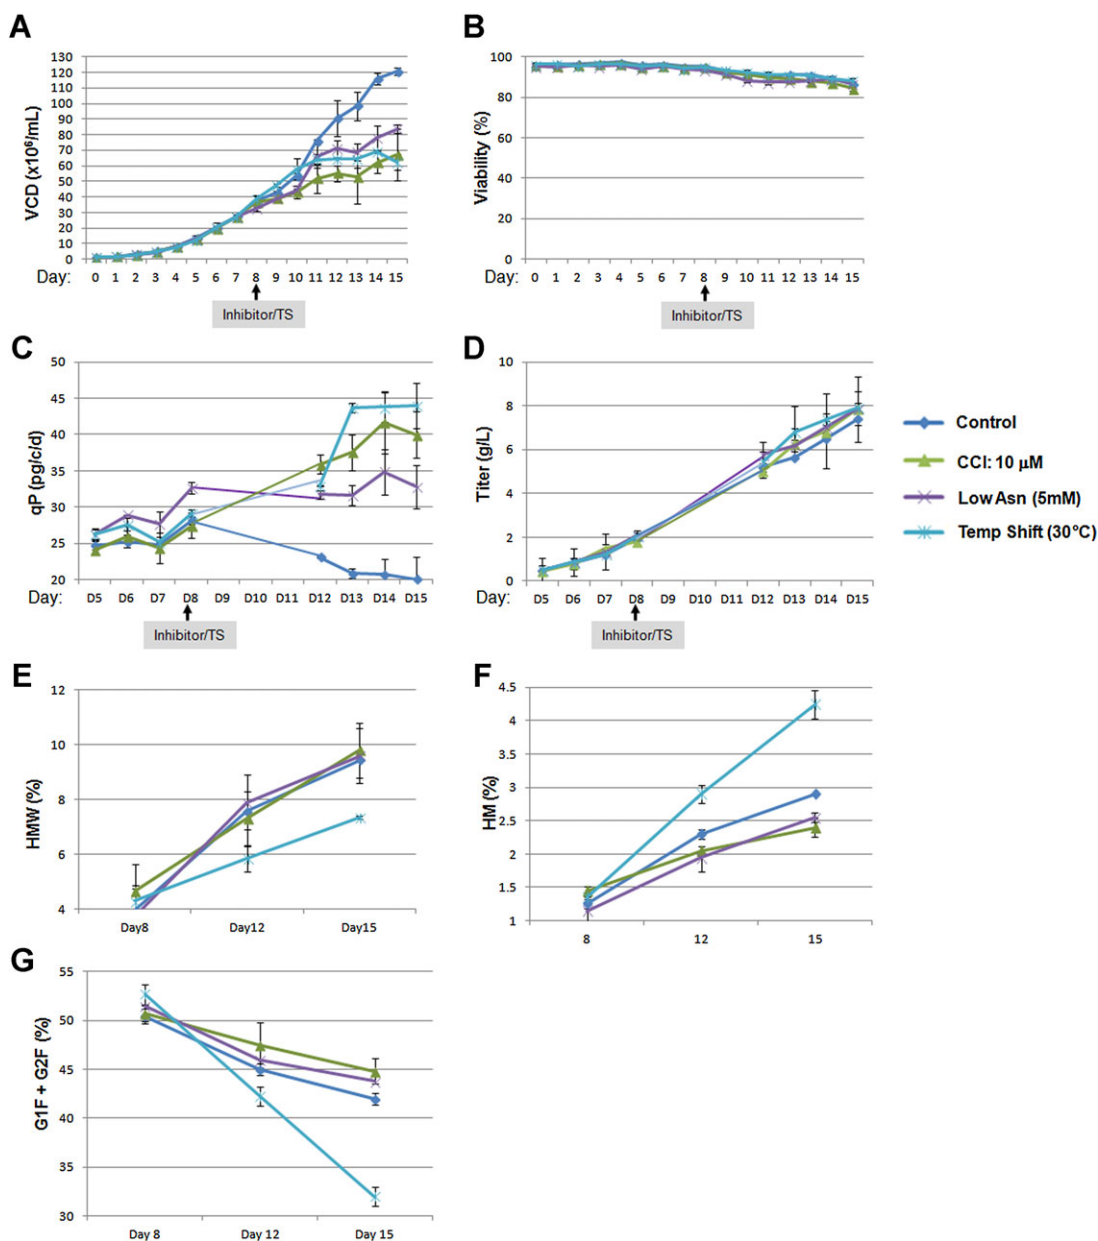 A
VCD (x10⁶/mL)
130
120
110
100
90
80
70
60
50
40
30
20
10
0
Day: 0 1 2 3 4 5 6 7 8 9 10 11 12 13 14 15
Inhibitor/TS
B
Viability (%)
100
80
60
40
20
0
0 1 2 3 4 5 6 7 8 9 10 11 12 13 14 15
Inhibitor/TS
C
qP (pg/c/d)
50
45
40
35
30
25
20
Day: D5 D6 D7 D8 D9 D10 D11 D12 D13 D14 D15
Inhibitor/TS
D
Titer (g/L)
10
8
6
4
2
0
Day: D5 D6 D7 D8 D9 D10 D11 D12 D13 D14 D15
Inhibitor/TS
Control
CCI: 10 μM
Low Asn (5mM)
Temp Shift (30°C)
E
HMW (%)
12
10
8
6
4
Day8 Day12 Day15
F
HM (%)
4.5
4
3.5
3
2.5
2
1.5
1
8 12 15
G
G1F + G2F (%)
55
50
45
40
35
30
Day 8 Day 12 Day 15